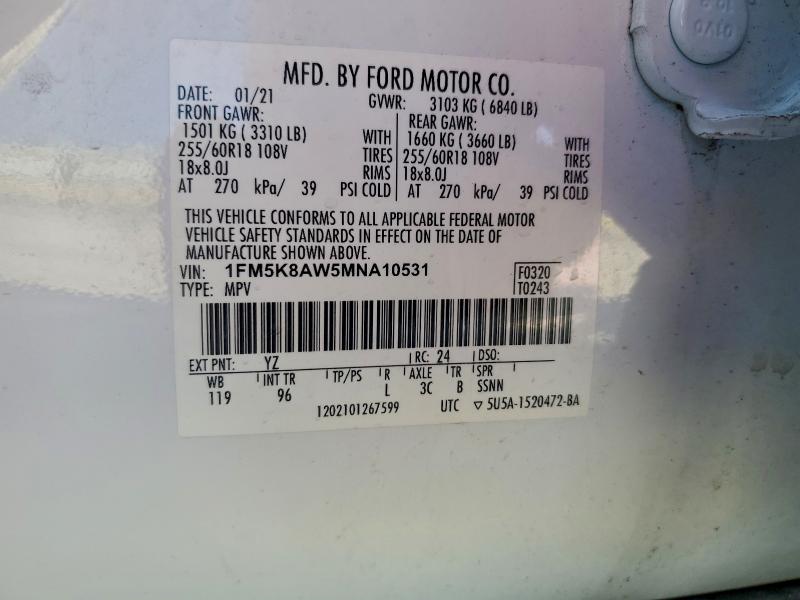 MFD. BY FORD MOTOR CO.
DATE: 01/21 GVWR: 3103 KG ( 6840 LB)
FRONT GAWR: REAR GAWR:
1501 KG ( 3310 LB) WITH 1660 KG ( 3660 LB) WITH
255/60R18 108V TIRES 255/60R18 108V TIRES
18x8.0J RIMS 18x8.0J RIMS
AT 270 kPa/ 39 PSI COLD AT 270 kPa/ 39 PSI COLD
THIS VEHICLE CONFORMS TO ALL APPLICABLE FEDERAL MOTOR
VEHICLE SAFETY STANDARDS IN EFFECT ON THE DATE OF
MANUFACTURE SHOWN ABOVE.
VIN: 1FM5K8AW5MNA10531 F0320
TYPE: MPV T0243
EXT PNT: YZ RC: 24 DSO:
WB INT TR TP/PS R AXLE TR SPR
119 96 L 3C B SSNN
1202101267599 UTC ▽ 5U5A-1520472-BA